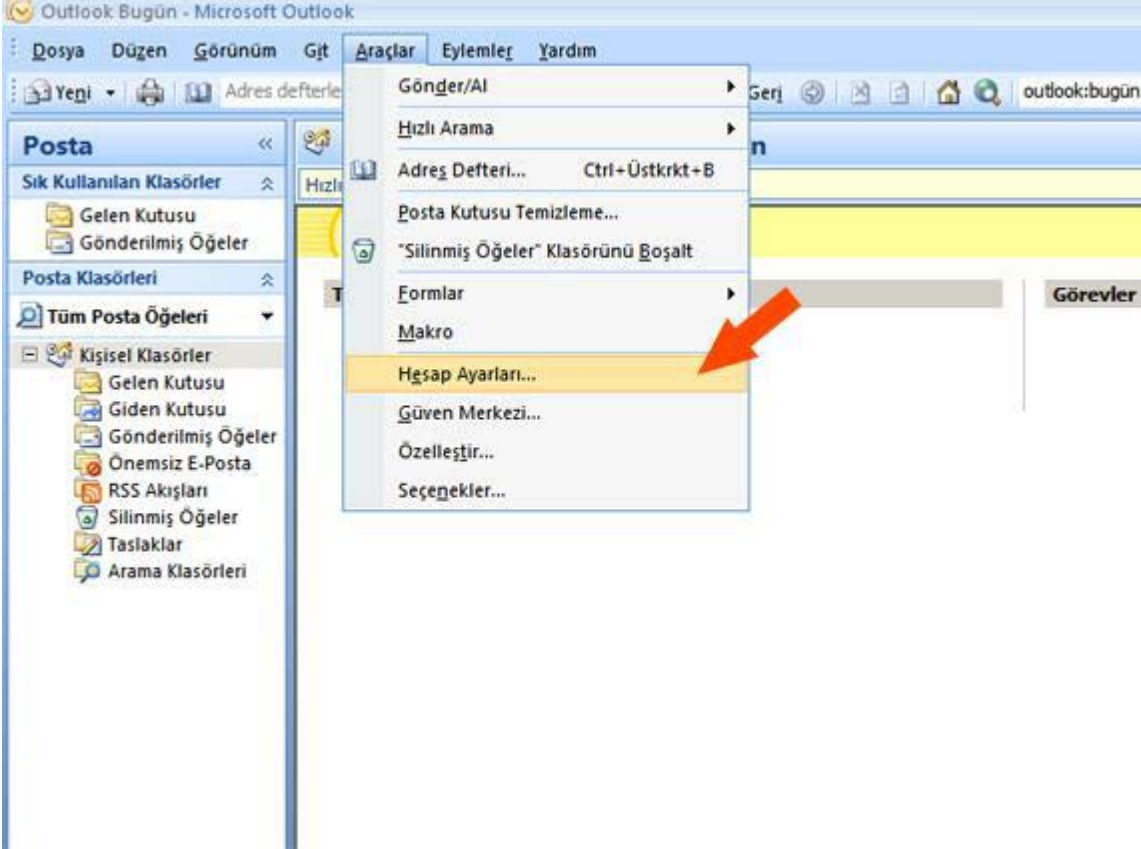 Outlook Bugün - Microsoft Outlook
Dosya Düzen Görünüm Git Araçlar Eylemler Yardım
Yeni Adres defterle Geri outlook:bugün
Posta
Sık Kullanılan Klasörler
Gelen Kutusu
Gönderilmiş Öğeler
Posta Klasörleri
Tüm Posta Öğeleri
Kişisel Klasörler
Gelen Kutusu
Giden Kutusu
Gönderilmiş Öğeler
Önemsiz E-Posta
RSS Akışları
Silinmiş Öğeler
Taslaklar
Arama Klasörleri
Gönder/Al
Hızlı Arama
Adres Defteri... Ctrl+Üstkrkt+B
Posta Kutusu Temizleme...
"Silinmiş Öğeler" Klasörünü Boşalt
Formlar
Makro
Hesap Ayarları...
Güven Merkezi...
Özelleştir...
Seçenekler...
Görevler